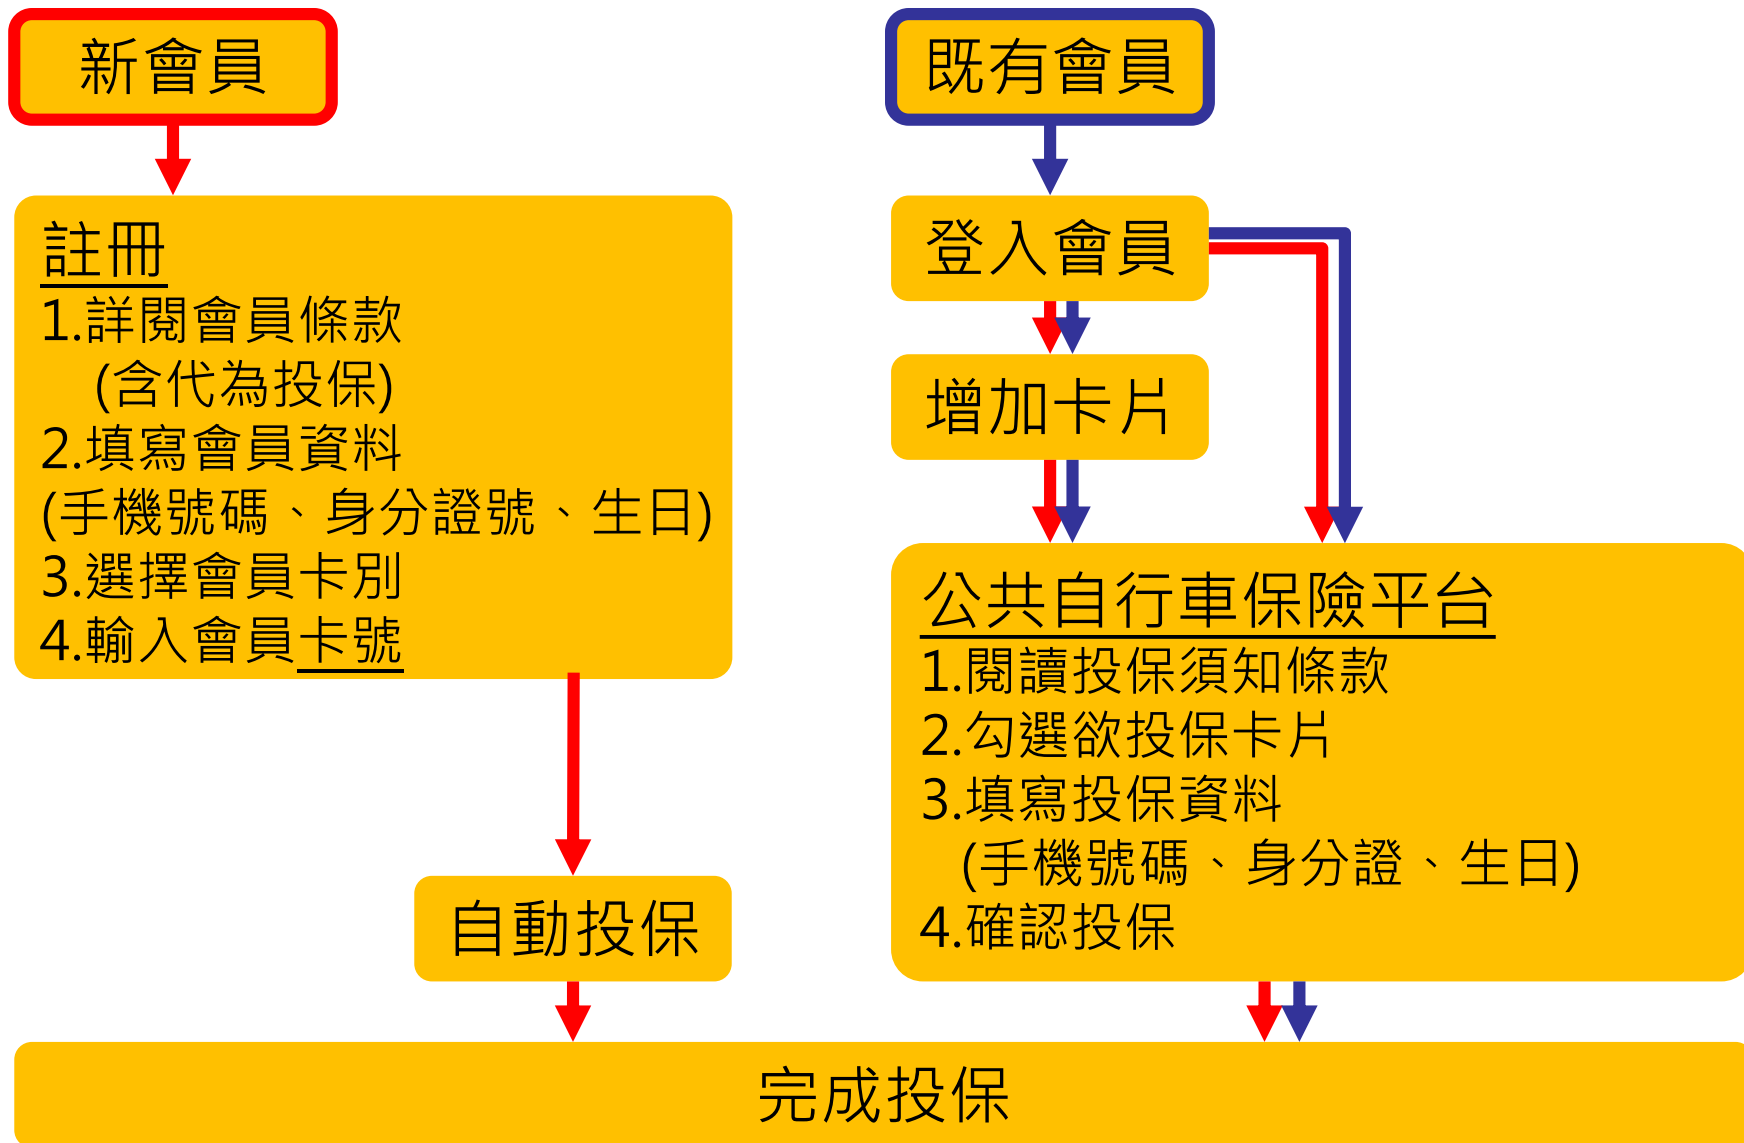 新會員
註冊
1.詳閱會員條款
(含代為投保)
2.填寫會員資料
(手機號碼、身分證號、生日)
3.選擇會員卡別
4.輸入會員卡號
自動投保
既有會員
登入會員
增加卡片
公共自行車保險平台
1.閱讀投保須知條款
2.勾選欲投保卡片
3.填寫投保資料
(手機號碼、身分證、生日)
4.確認投保
完成投保